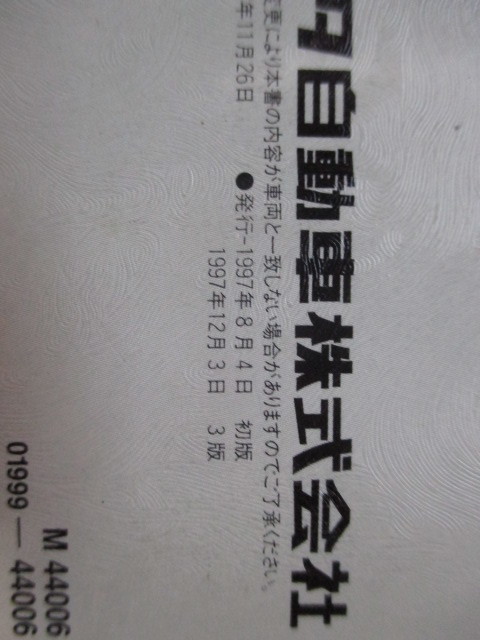 自動車株式会社
変更により本書の内容が車両と一致しない場合がありますのでご了承ください。
年11月26日 ●発行-1997年8月4日 初版
1997年12月3日 3版
M 44006
01999 — 44006